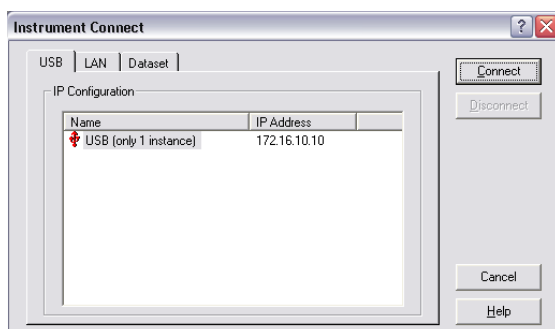 Instrument Connect
USB LAN Dataset
Connect
IP Configuration
Disconnect
Name IP Address
USB (only 1 instance) 172.16.10.10
Cancel
Help